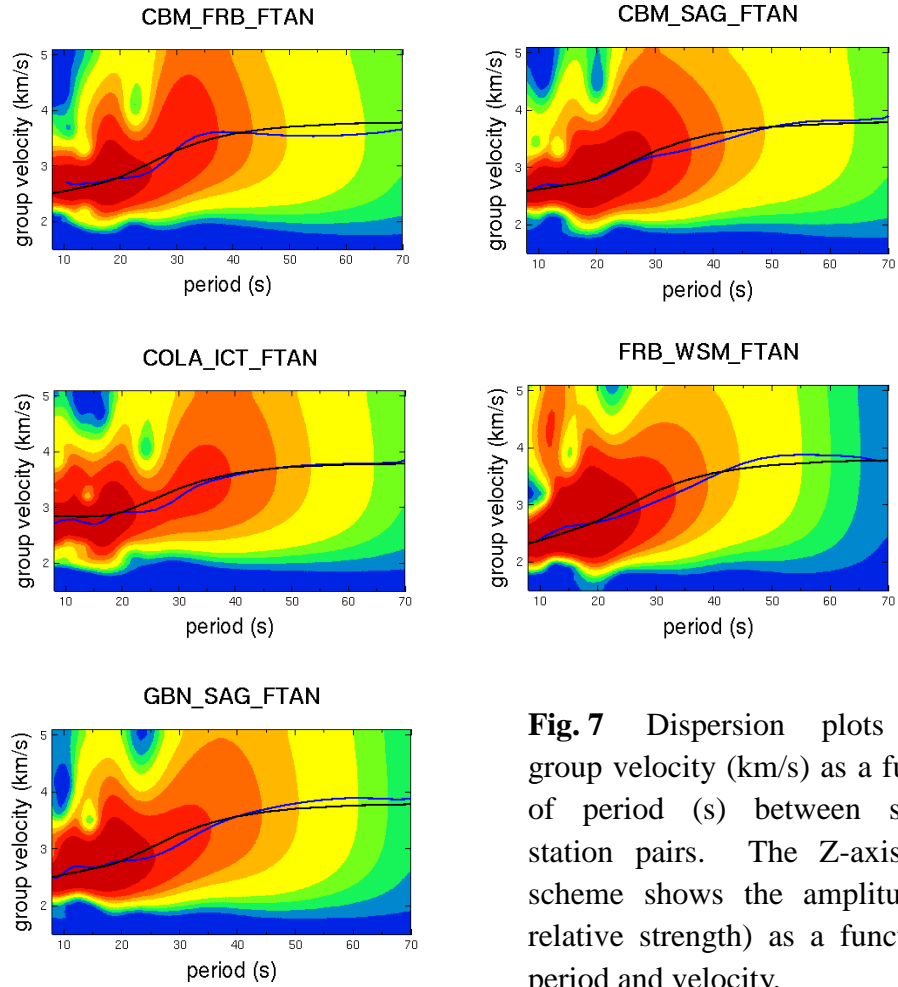 CBM_FRB_FTAN
group velocity (km/s)
5
4
3
2
10 20 30 40 50 60 70
period (s)
CBM_SAG_FTAN
group velocity (km/s)
5
4
3
2
10 20 30 40 50 60 70
period (s)
COLA_ICT_FTAN
group velocity (km/s)
5
4
3
2
10 20 30 40 50 60 70
period (s)
FRB_WSM_FTAN
group velocity (km/s)
5
4
3
2
10 20 30 40 50 60 70
period (s)
GBN_SAG_FTAN
group velocity (km/s)
5
4
3
2
10 20 30 40 50 60 70
period (s)
Fig. 7 Dispersion plots
group velocity (km/s) as a fu
of period (s) between s
station pairs. The Z-axis
scheme shows the amplitu
relative strength) as a func
period and velocity.